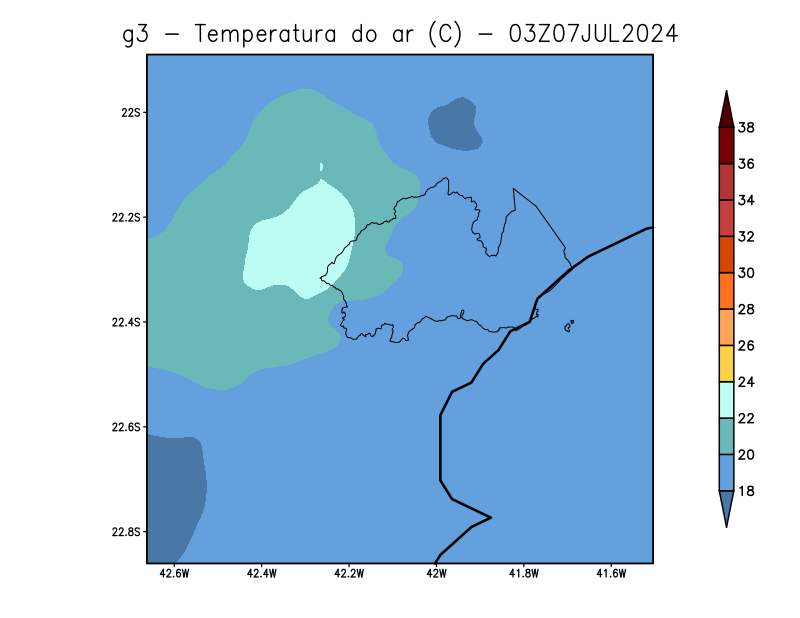 g3 − Temperatura do ar (C) − 03Z07JUL2024
22S
22.2S
22.4S
22.6S
22.8S
42.6W
42.4W
42.2W
42W
41.8W
41.6W
38
36
34
32
30
28
26
24
22
20
18